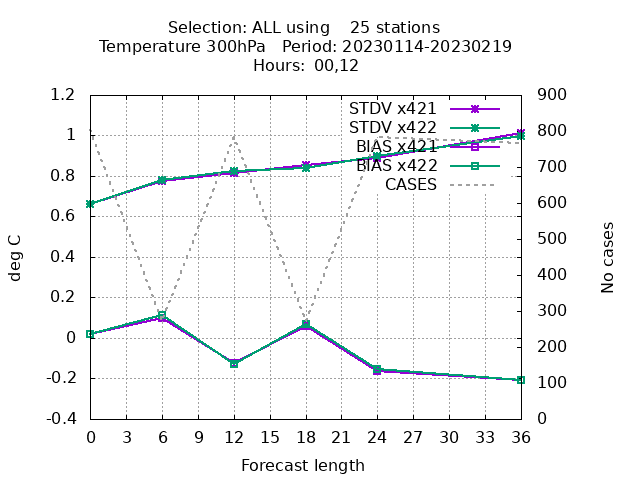 Selection: ALL using    25 stations
Temperature 300hPa   Period: 20230114-20230219
Hours:  00,12
STDV x421
STDV x422
BIAS x421
BIAS x422
CASES
deg C
1.2
1
0.8
0.6
0.4
0.2
0
-0.2
-0.4
900
800
700
600
500
400
300
200
100
0
No cases
0 3 6 9 12 15 18 21 24 27 30 33 36
Forecast length